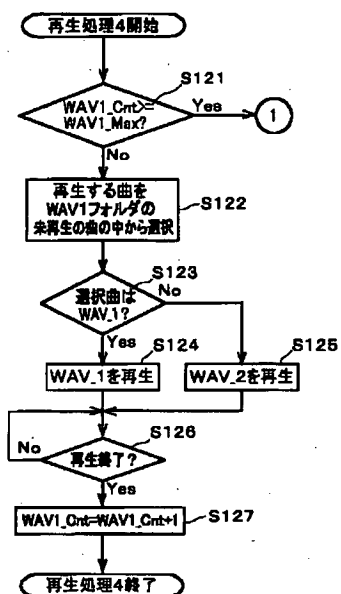 再生処理4開始
S121
WAV1_Cnt>=
WAV1_Max?
Yes
1
No
再生する曲を
WAV1フォルダの
未再生の曲の中から選択
S122
S123
選択曲は
WAV_1?
No
Yes
S124
S125
WAV_1を再生
WAV_2を再生
S126
No
再生終了?
Yes
WAV1_Cnt=WAV1_Cnt+1
S127
再生処理4終了